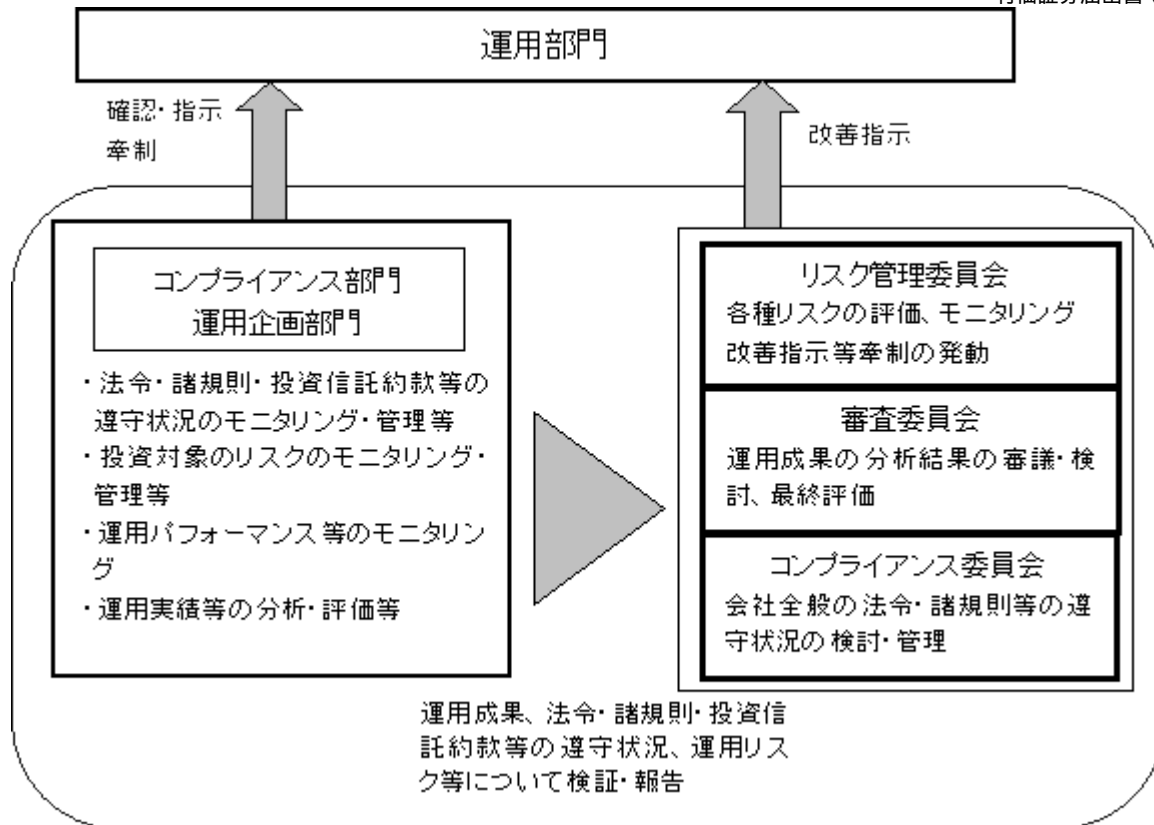 運用部門
確認・指示
牽制
改善指示
コンプライアンス部門
運用企画部門
・法令・諸規則・投資信託約款等の
遵守状況のモニタリング・管理等
・投資対象のリスクのモニタリング・
管理等
・運用パフォーマンス等のモニタリン
グ
・運用実績等の分析・評価等
リスク管理委員会
各種リスクの評価、モニタリング
改善指示等牽制の発動
審査委員会
運用成果の分析結果の審議・検
討、最終評価
コンプライアンス委員会
会社全般の法令・諸規則等の遵
守状況の検討・管理
運用成果、法令・諸規則・投資信
託約款等の遵守状況、運用リス
ク等について検証・報告